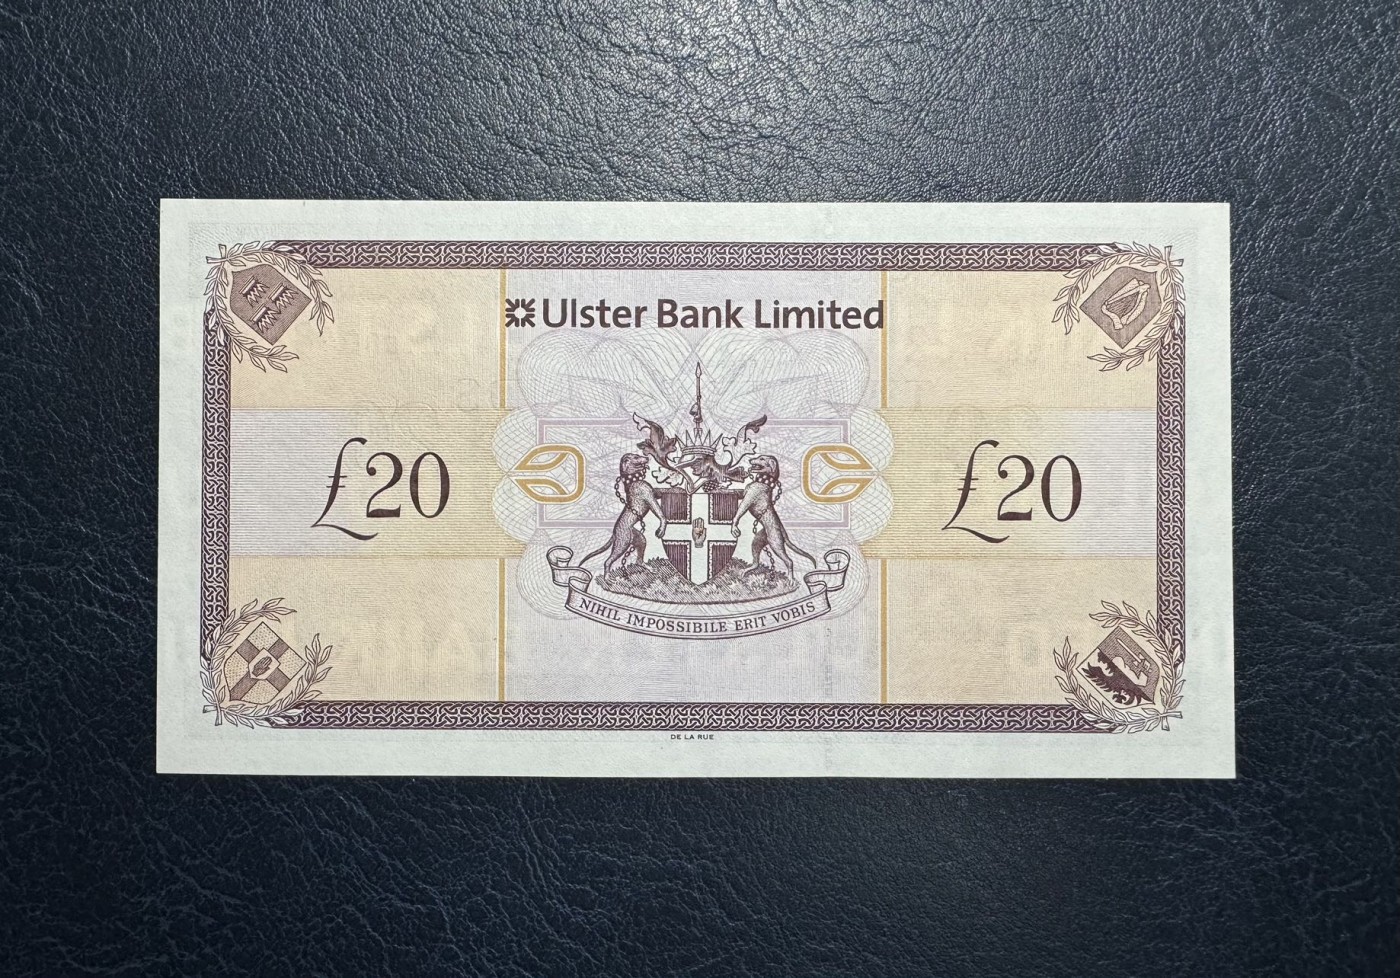 Ulster Bank Limited
£20
£20
NIHIL IMPOSSIBILE ERIT VOBIS
DE LA RUE